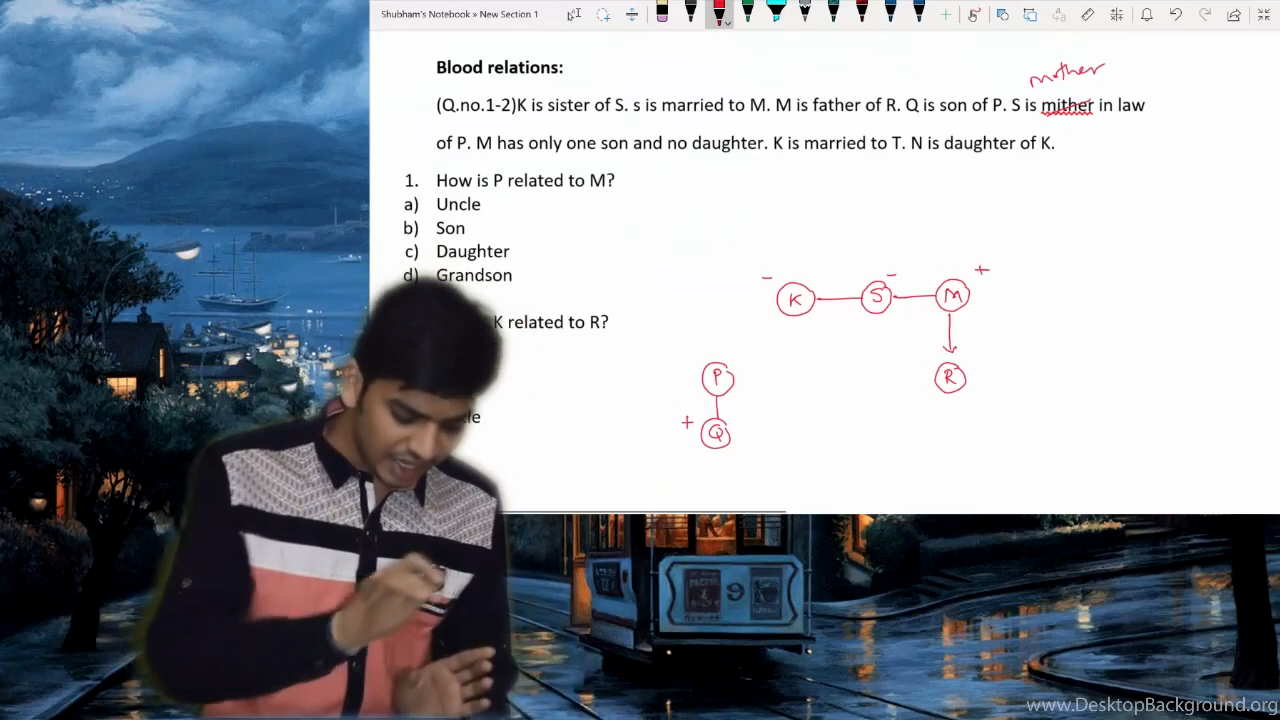 Shubham's Notebook » New Section 1
Blood relations:
mother
(Q.no.1-2)K is sister of S. s is married to M. M is father of R. Q is son of P. S is mither in law
of P. M has only one son and no daughter. K is married to T. N is daughter of K.
1. How is P related to M?
a) Uncle
b) Son
c) Daughter
d) Grandson
- - +
K S M
K related to R?
P R
+ Q
9
www.DesktopBackground.org